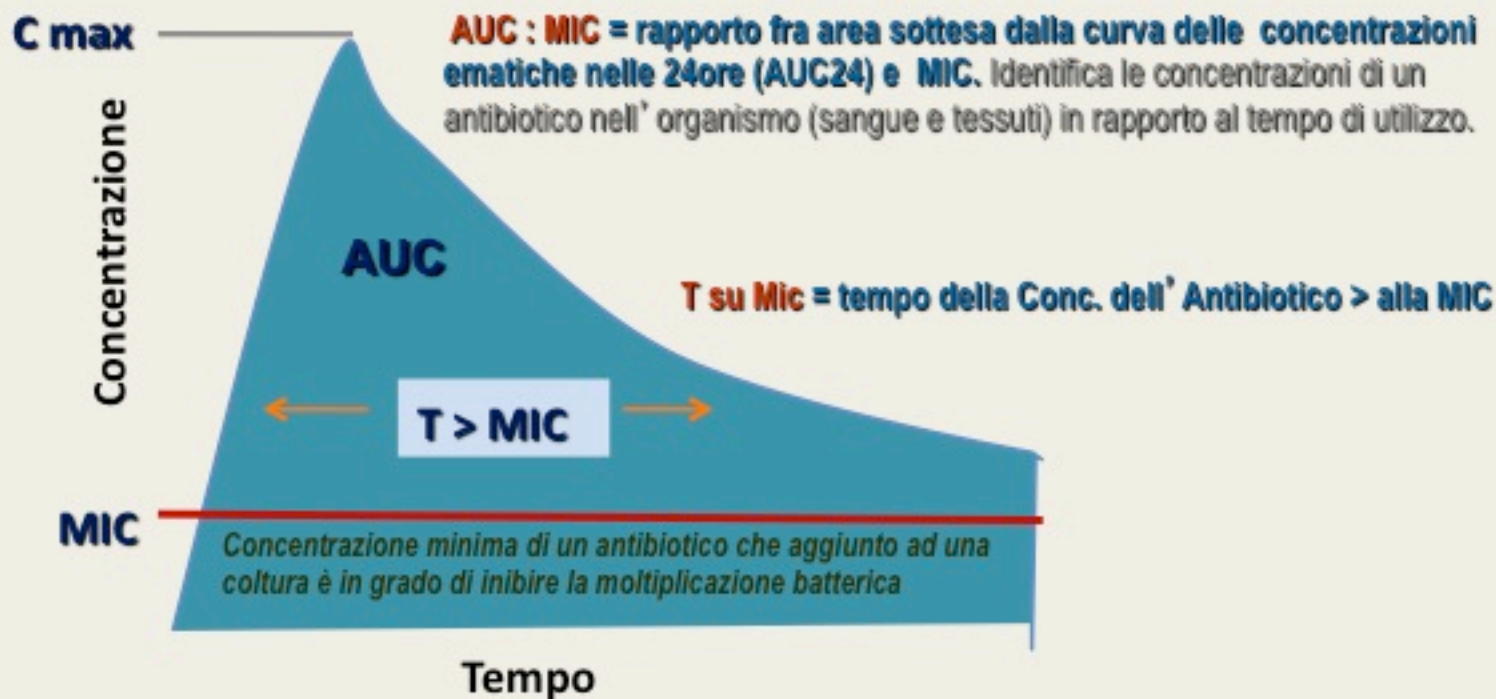 C max
AUC : MIC = rapporto fra area sottesa dalla curva delle concentrazioni
ematiche nelle 24ore (AUC24) e MIC. Identifica le concentrazioni di un
antibiotico nell’ organismo (sangue e tessuti) in rapporto al tempo di utilizzo.
Concentrazione
AUC
T su Mic = tempo della Conc. dell’ Antibiotico > alla MIC
T > MIC
MIC
Concentrazione minima di un antibiotico che aggiunto ad una
coltura è in grado di inibire la moltiplicazione batterica
Tempo